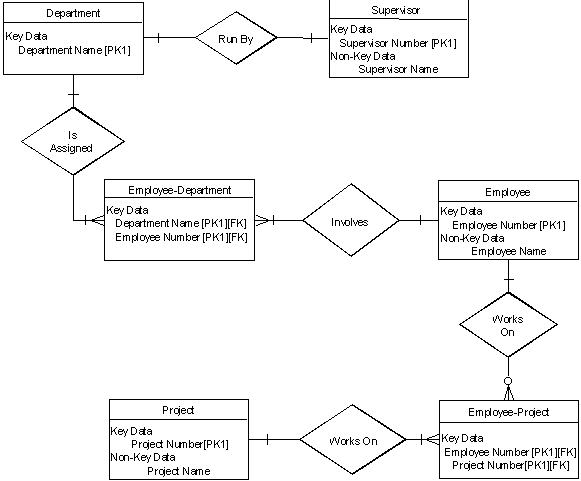 Department
Key Data
Department Name [PK1]
Run By
Supervisor
Key Data
Supervisor Number [PK1]
Non-Key Data
Supervisor Name
Is
Assigned
Employee-Department
Key Data
Department Name [PK1][FK]
Employee Number [PK1][FK]
Involves
Employee
Key Data
Employee Number [PK1]
Non-Key Data
Employee Name
Works
On
Project
Key Data
Project Number[PK1]
Non-Key Data
Project Name
Works On
Employee-Project
Key Data
Employee Number [PK1][FK]
Project Number[PK1][FK]